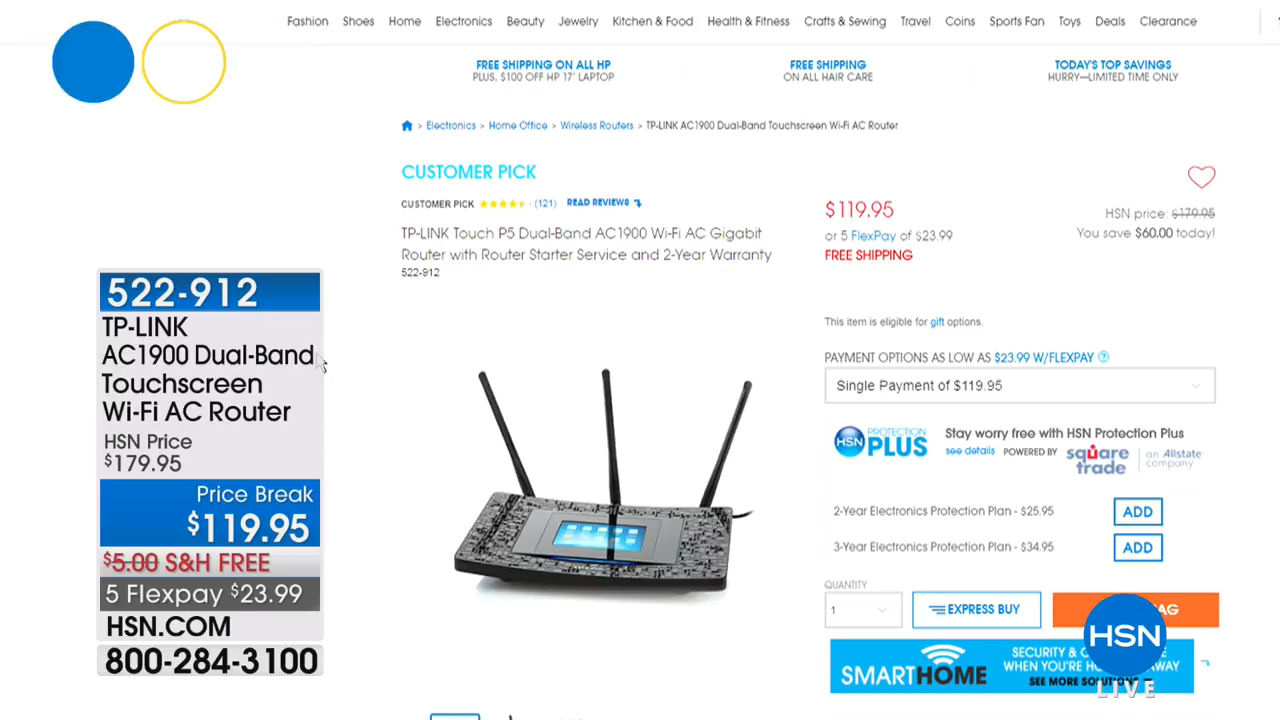 Fashion Shoes Home Electronics Beauty Jewelry Kitchen & Food Health & Fitness Crafts & Sewing Travel Coins Sports Fan Toys Deals Clearance
FREE SHIPPING ON ALL HP
PLUS, $100 OFF HP 17" LAPTOP
FREE SHIPPING
ON ALL HAIR CARE
TODAY'S TOP SAVINGS
HURRY—LIMITED TIME ONLY
> Electronics > Home Office > Wireless Routers > TP-LINK AC1900 Dual-Band Touchscreen Wi-Fi AC Router
CUSTOMER PICK
CUSTOMER PICK (121) READ REVIEWS
TP-LINK Touch P5 Dual-Band AC1900 Wi-Fi AC Gigabit
Router with Router Starter Service and 2-Year Warranty
522-912
$119.95
or 5 FlexPay of $23.99
FREE SHIPPING
HSN price: $179.95
You save $60.00 today!
This item is eligible for gift options.
PAYMENT OPTIONS AS LOW AS $23.99 W/FLEXPAY ?
Single Payment of $119.95
HSN PROTECTION PLUS
Stay worry free with HSN Protection Plus
see details POWERED BY square trade an Allstate company
2-Year Electronics Protection Plan - $25.95 ADD
3-Year Electronics Protection Plan - $34.95 ADD
QUANTITY
1 EXPRESS BUY AG
SMARTHOME
SECURITY & C E
WHEN YOU'RE H AWAY
SEE MORE SOLUTIONS
HSN
LIVE
522-912
TP-LINK
AC1900 Dual-Band
Touchscreen
Wi-Fi AC Router
HSN Price
$179.95
Price Break
$119.95
$5.00 S&H FREE
5 Flexpay $23.99
HSN.COM
800-284-3100